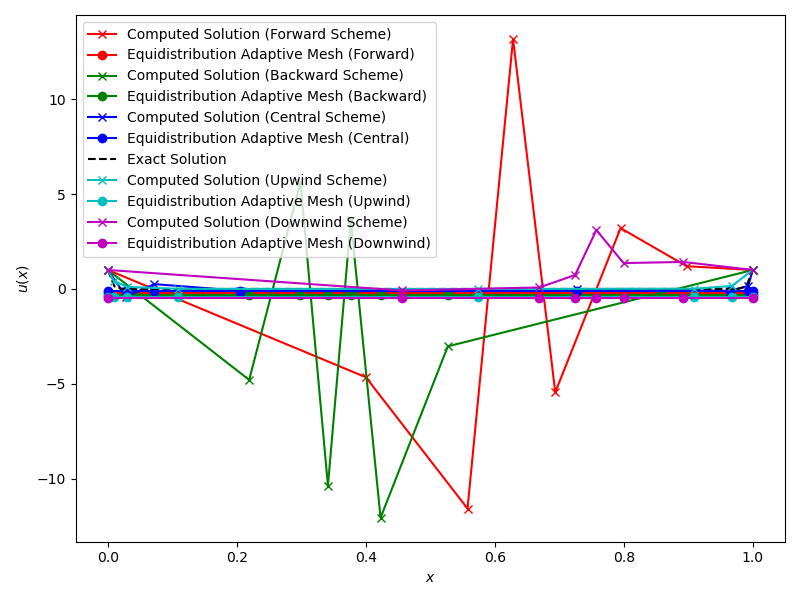 Computed Solution (Forward Scheme)
Equidistribution Adaptive Mesh (Forward)
Computed Solution (Backward Scheme)
Equidistribution Adaptive Mesh (Backward)
Computed Solution (Central Scheme)
Equidistribution Adaptive Mesh (Central)
Exact Solution
Computed Solution (Upwind Scheme)
Equidistribution Adaptive Mesh (Upwind)
Computed Solution (Downwind Scheme)
Equidistribution Adaptive Mesh (Downwind)
10
5
0
−5
−10
u(x)
0.0 0.2 0.4 0.6 0.8 1.0
x